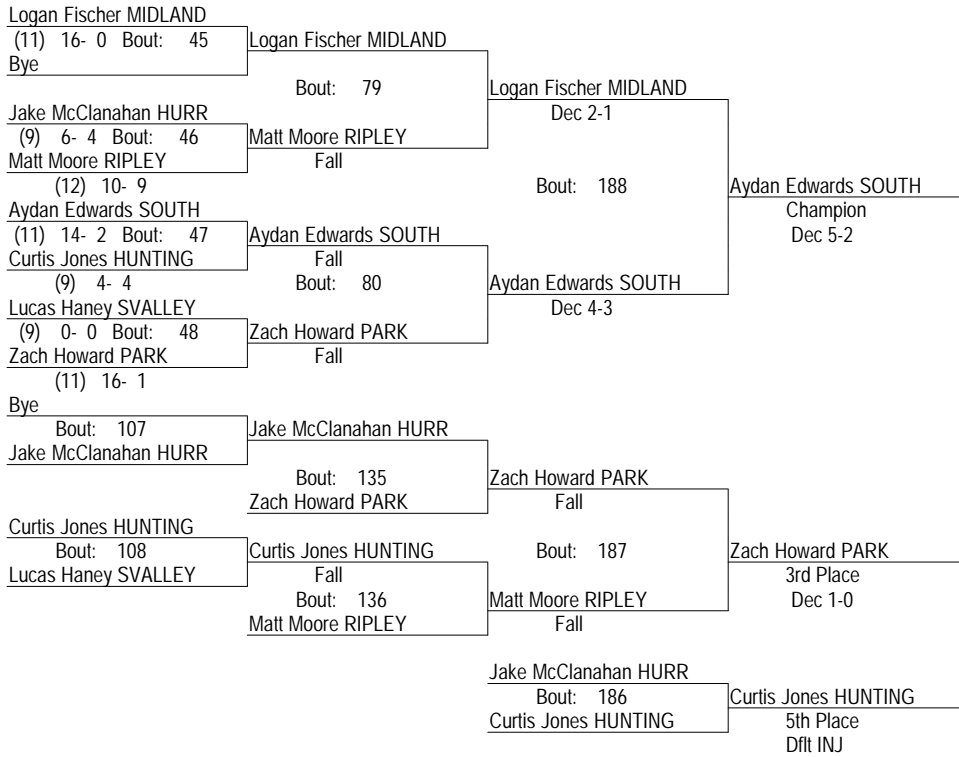 Logan Fischer MIDLAND
(11) 16- 0 Bout: 45 Logan Fischer MIDLAND
Bye
Bout: 79 Logan Fischer MIDLAND
Jake McClanahan HURR Dec 2-1
(9) 6- 4 Bout: 46 Matt Moore RIPLEY
Matt Moore RIPLEY Fall
(12) 10- 9 Bout: 188 Aydan Edwards SOUTH
Aydan Edwards SOUTH Champion
(11) 14- 2 Bout: 47 Aydan Edwards SOUTH Dec 5-2
Curtis Jones HUNTING Fall
(9) 4- 4 Bout: 80 Aydan Edwards SOUTH
Lucas Haney SVALLEY Dec 4-3
(9) 0- 0 Bout: 48 Zach Howard PARK
Zach Howard PARK Fall
(11) 16- 1
Bye
Bout: 107 Jake McClanahan HURR
Jake McClanahan HURR
Bout: 135 Zach Howard PARK
Zach Howard PARK Fall
Curtis Jones HUNTING
Bout: 108 Curtis Jones HUNTING Bout: 187 Zach Howard PARK
Lucas Haney SVALLEY Fall 3rd Place
Bout: 136 Matt Moore RIPLEY Dec 1-0
Matt Moore RIPLEY Fall
Jake McClanahan HURR
Bout: 186 Curtis Jones HUNTING
Curtis Jones HUNTING 5th Place
Dflt INJ